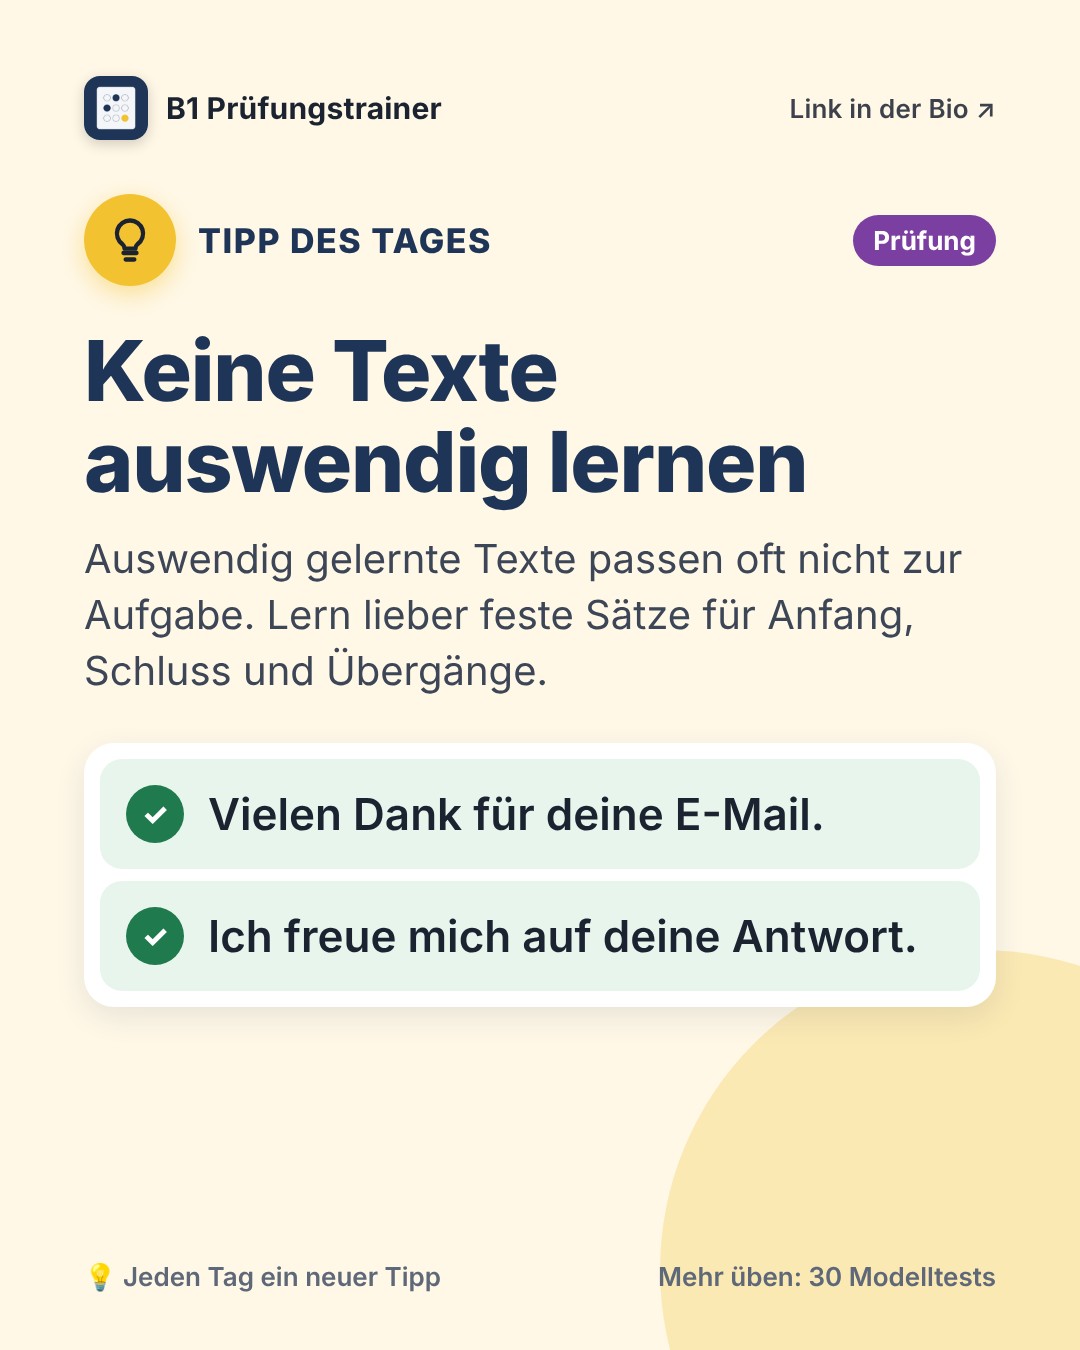 B1 Prüfungstrainer
Link in der Bio ↗
TIPP DES TAGES
Prüfung
Keine Texte
auswendig lernen
Auswendig gelernte Texte passen oft nicht zur
Aufgabe. Lern lieber feste Sätze für Anfang,
Schluss und Übergänge.
Vielen Dank für deine E-Mail.
Ich freue mich auf deine Antwort.
💡 Jeden Tag ein neuer Tipp
Mehr üben: 30 Modelltests